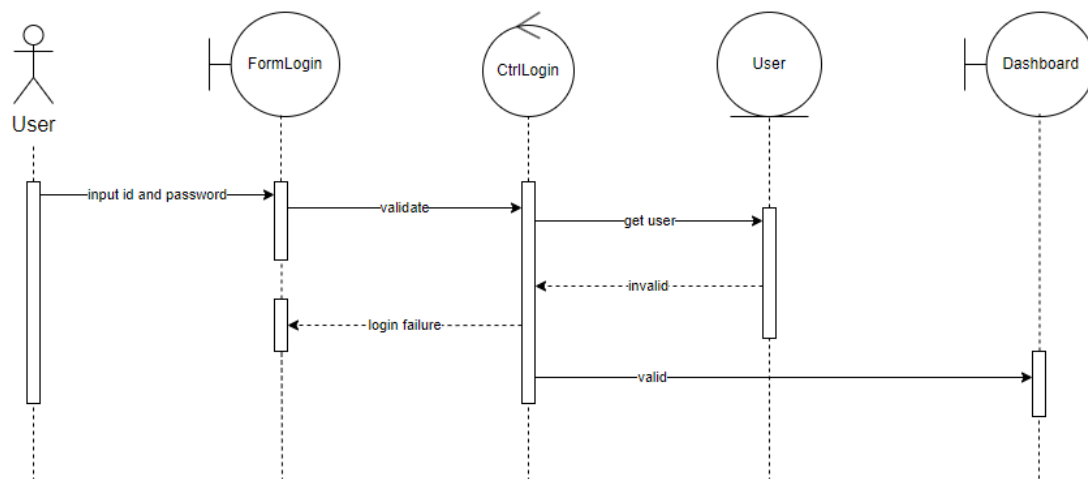 FormLogin
CtrlLogin
User
Dashboard
User
input id and password
validate
get user
invalid
login failure
valid